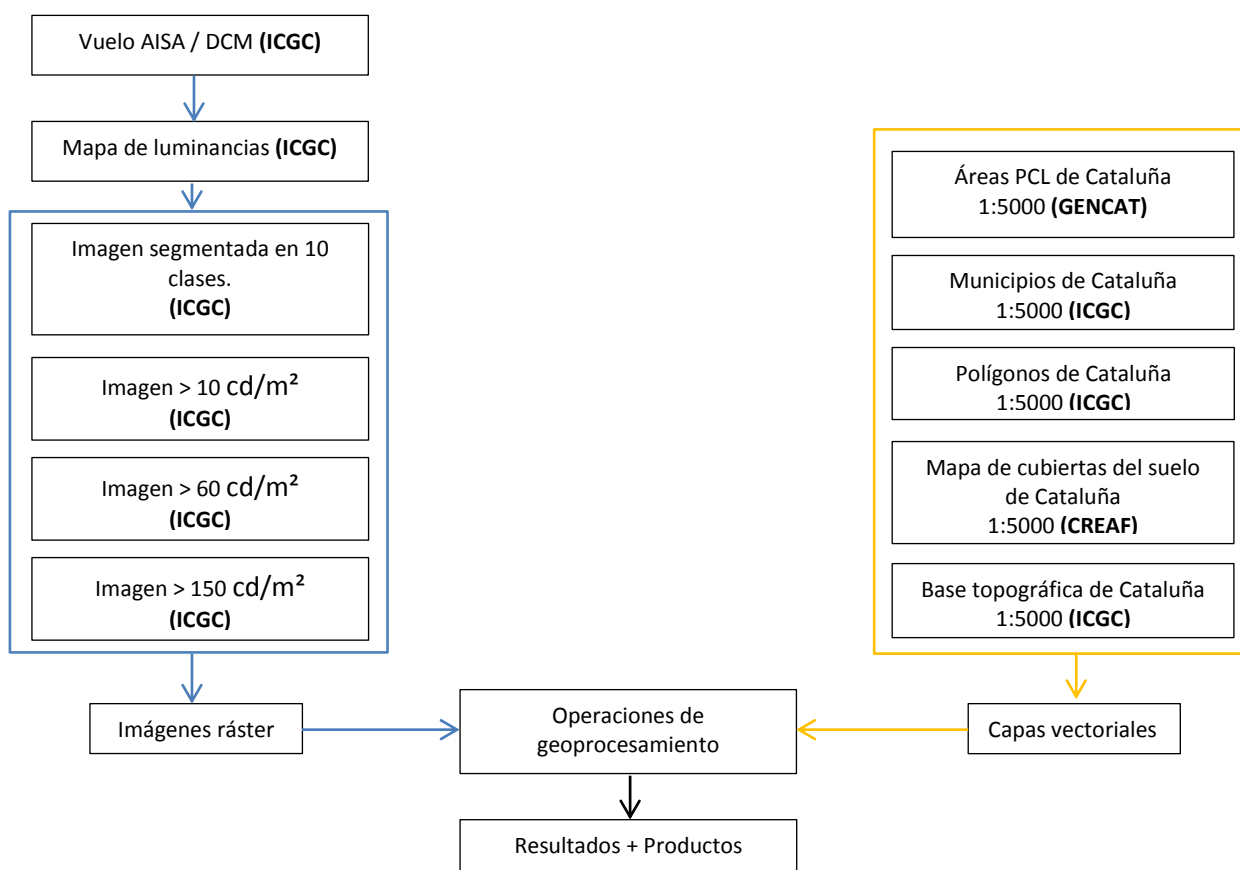 Vuelo AISA / DCM (ICGC)
Mapa de luminancias (ICGC)
Imagen segmentada en 10
clases.
(ICGC)
Imagen > 10 cd/m²
(ICGC)
Imagen > 60 cd/m²
(ICGC)
Imagen > 150 cd/m²
(ICGC)
Imágenes ráster
Áreas PCL de Cataluña
1:5000 (GENCAT)
Municipios de Cataluña
1:5000 (ICGC)
Polígonos de Cataluña
1:5000 (ICGC)
Mapa de cubiertas del suelo
de Cataluña
1:5000 (CREAF)
Base topográfica de Cataluña
1:5000 (ICGC)
Capas vectoriales
Operaciones de
geoprocesamiento
Resultados + Productos